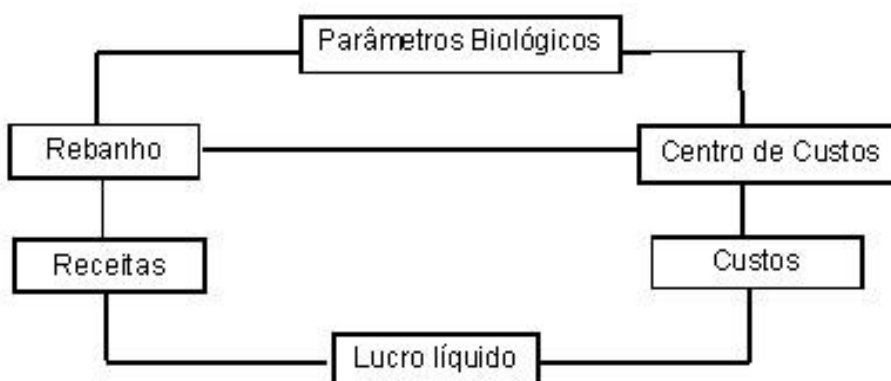 Parâmetros Biológicos
Rebanho
Centro de Custos
Receitas
Custos
Lucro líquido